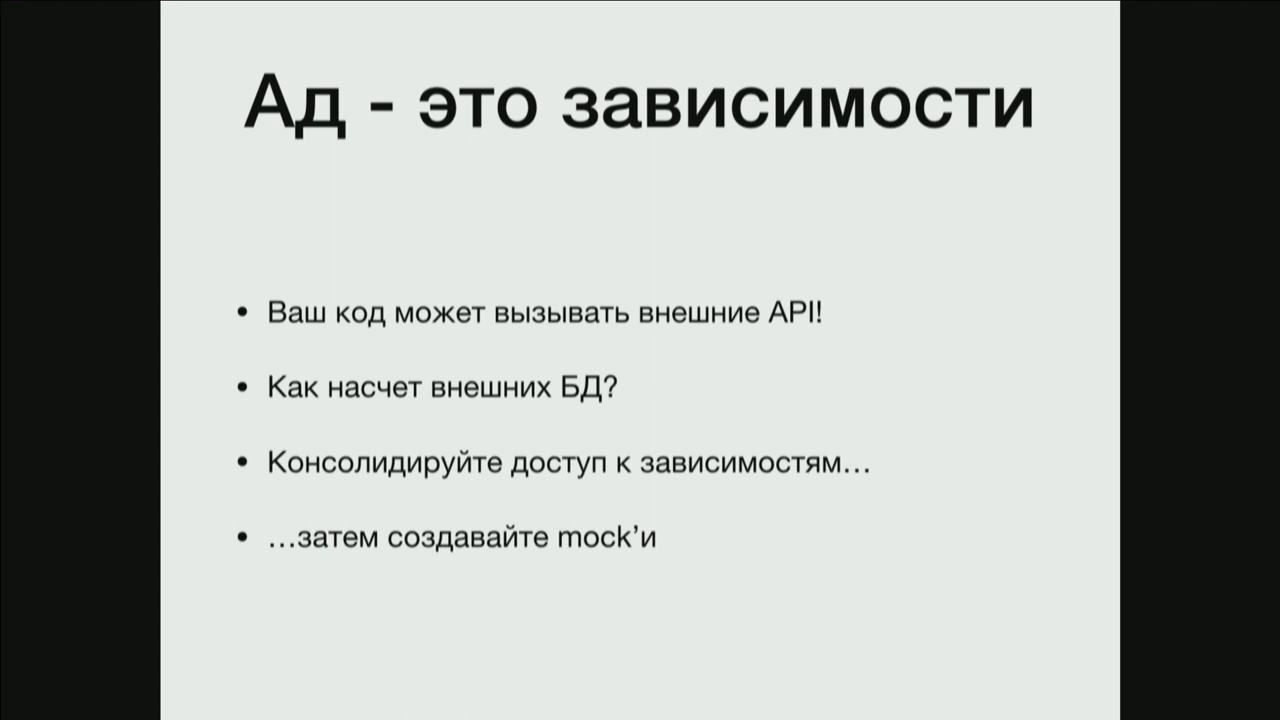 Ад - это зависимости
• Ваш код может вызывать внешние API!
• Как насчет внешних БД?
• Консолидируйте доступ к зависимостям…
• …затем создавайте mock’и